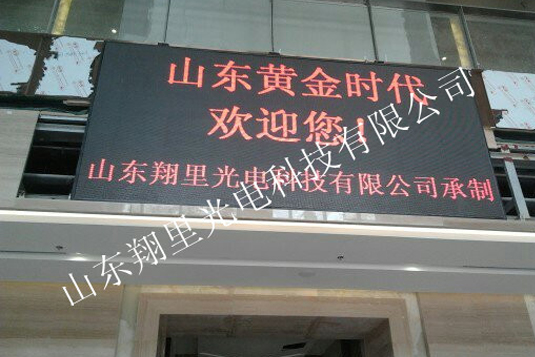 山东黄金时代
欢迎您！
山东翔里光电科技有限公司承制
山东翔里光电科技有限公司